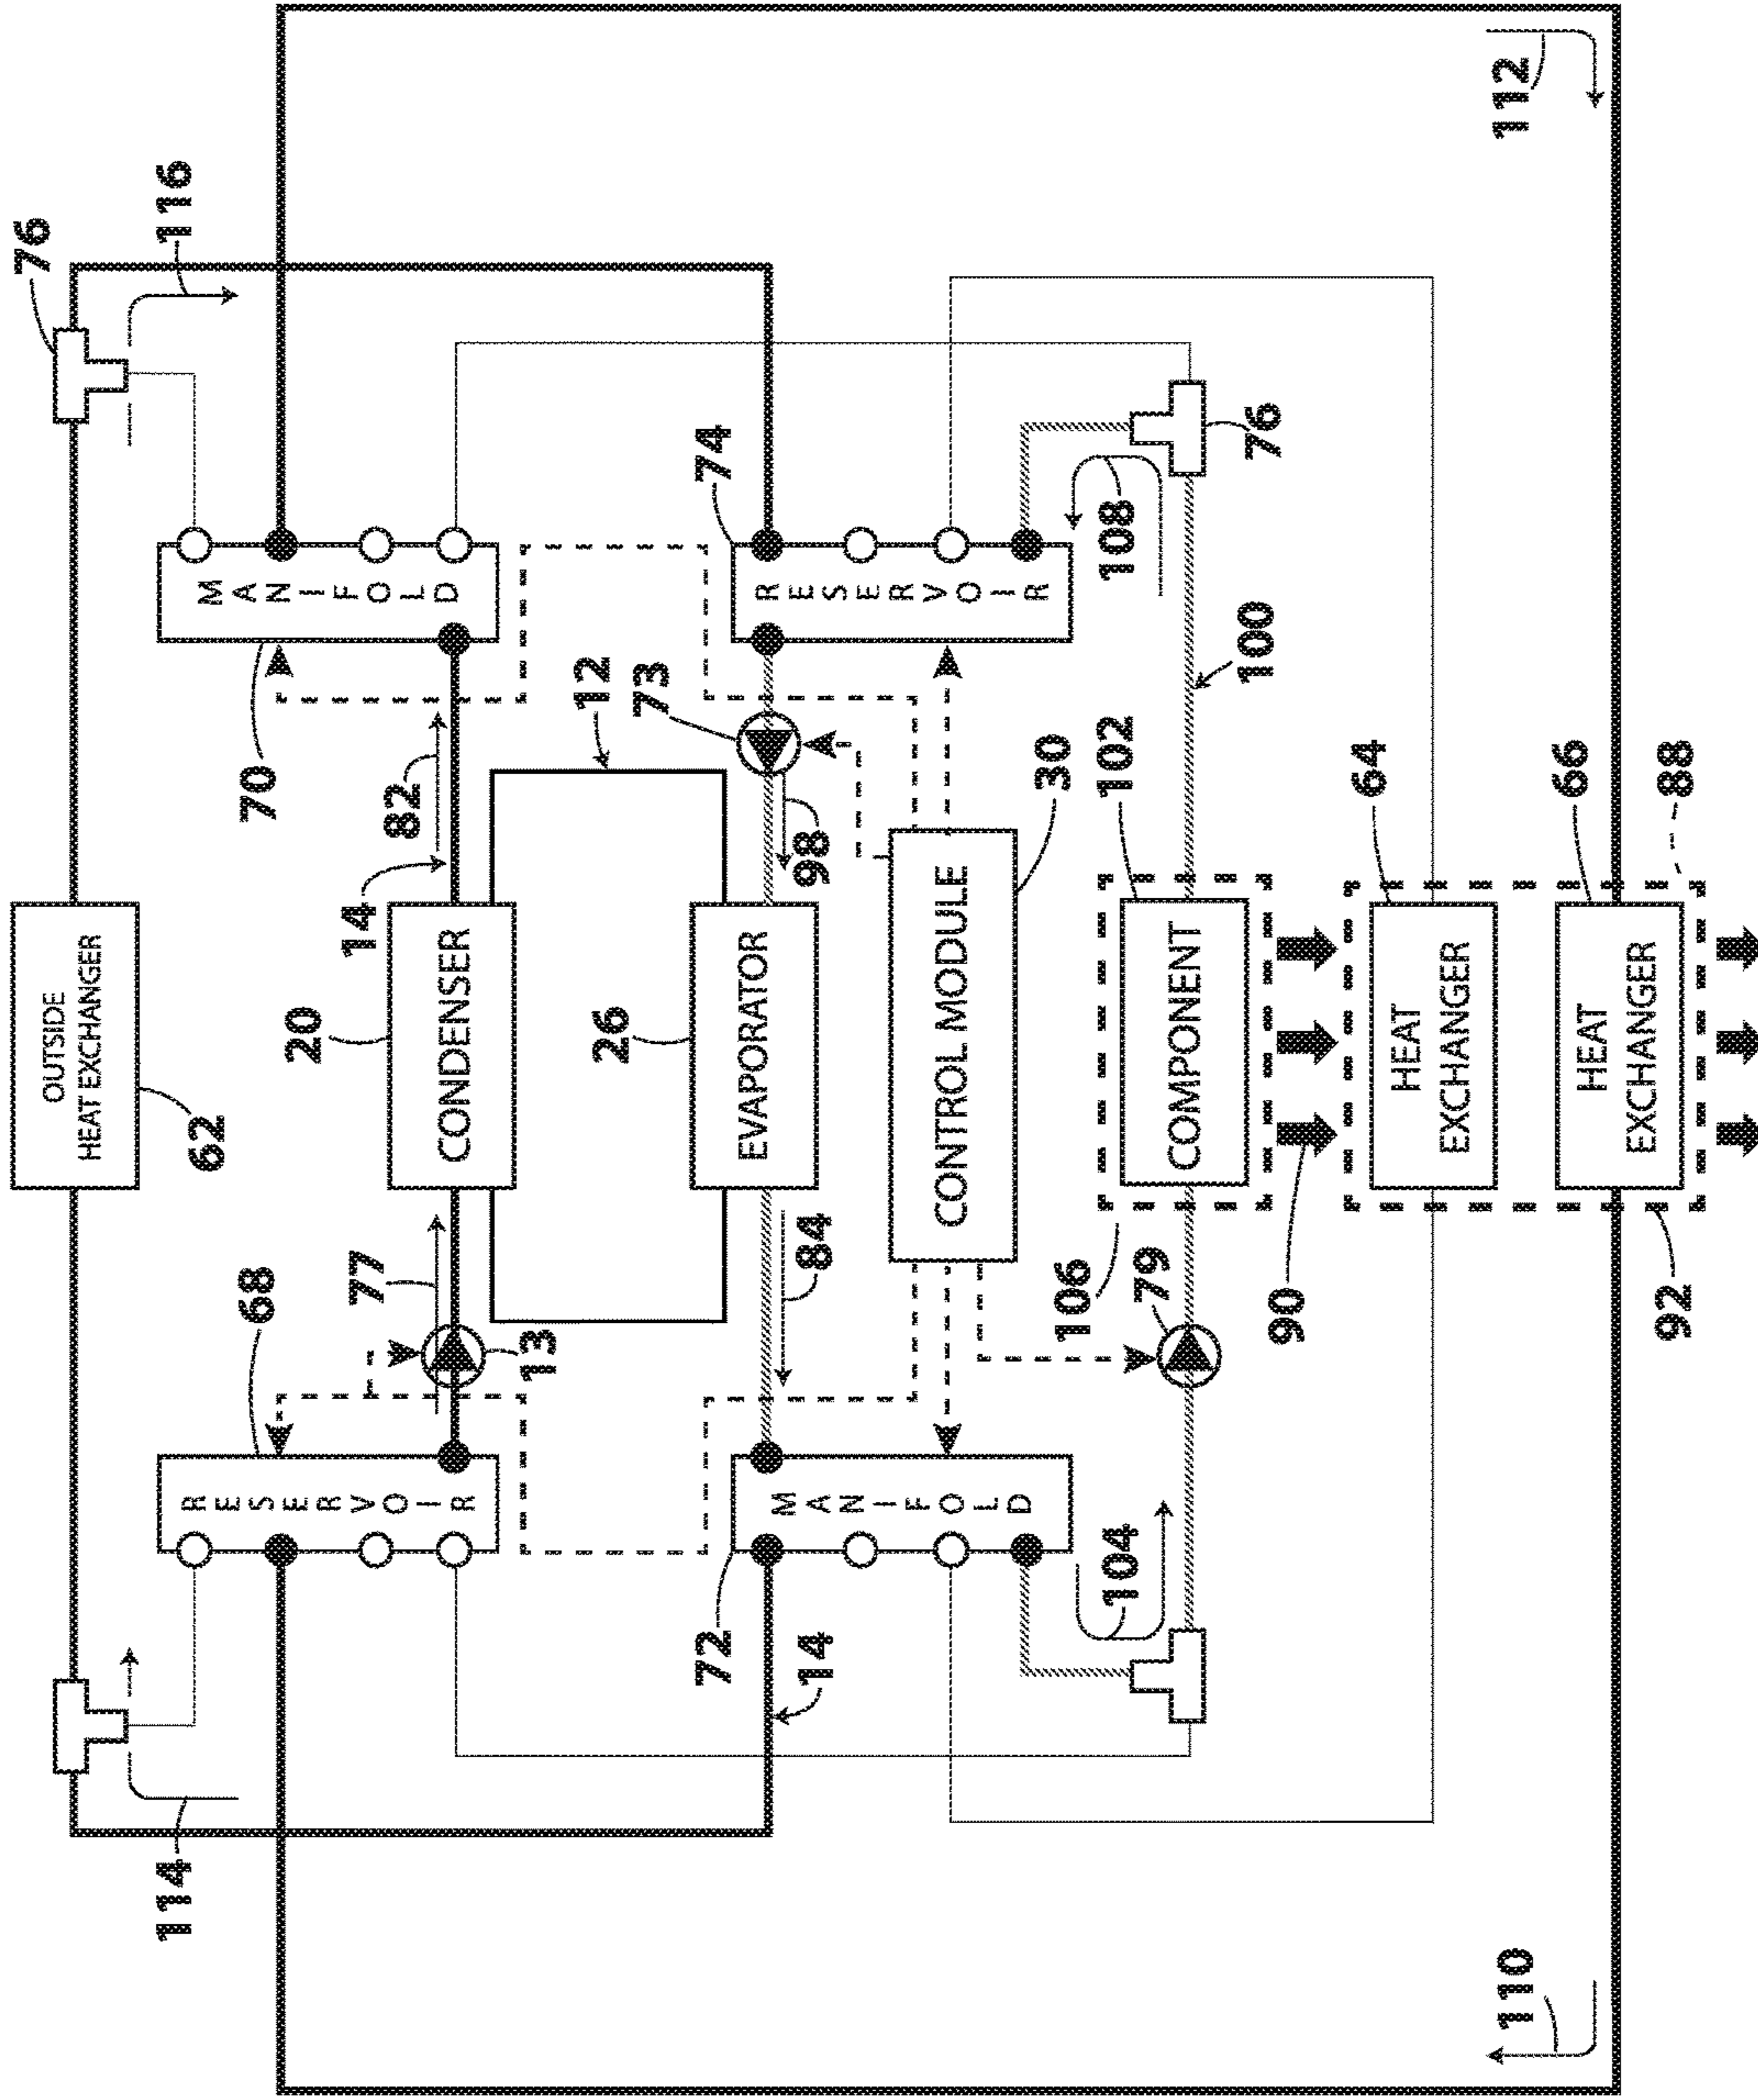 114
76
116
OUTSIDE
HEAT EXCHANGER
62
68
RESERVOIR
77
13
20
CONDENSER
14
82
70
MANIFOLD
12
72
MANIFOLD
14
84
26
EVAPORATOR
98
73
74
RESERVOIR
30
CONTROL MODULE
104
79
106
102
COMPONENT
100
108
76
90
64
HEAT
EXCHANGER
92
66
HEAT
EXCHANGER
88
110
112